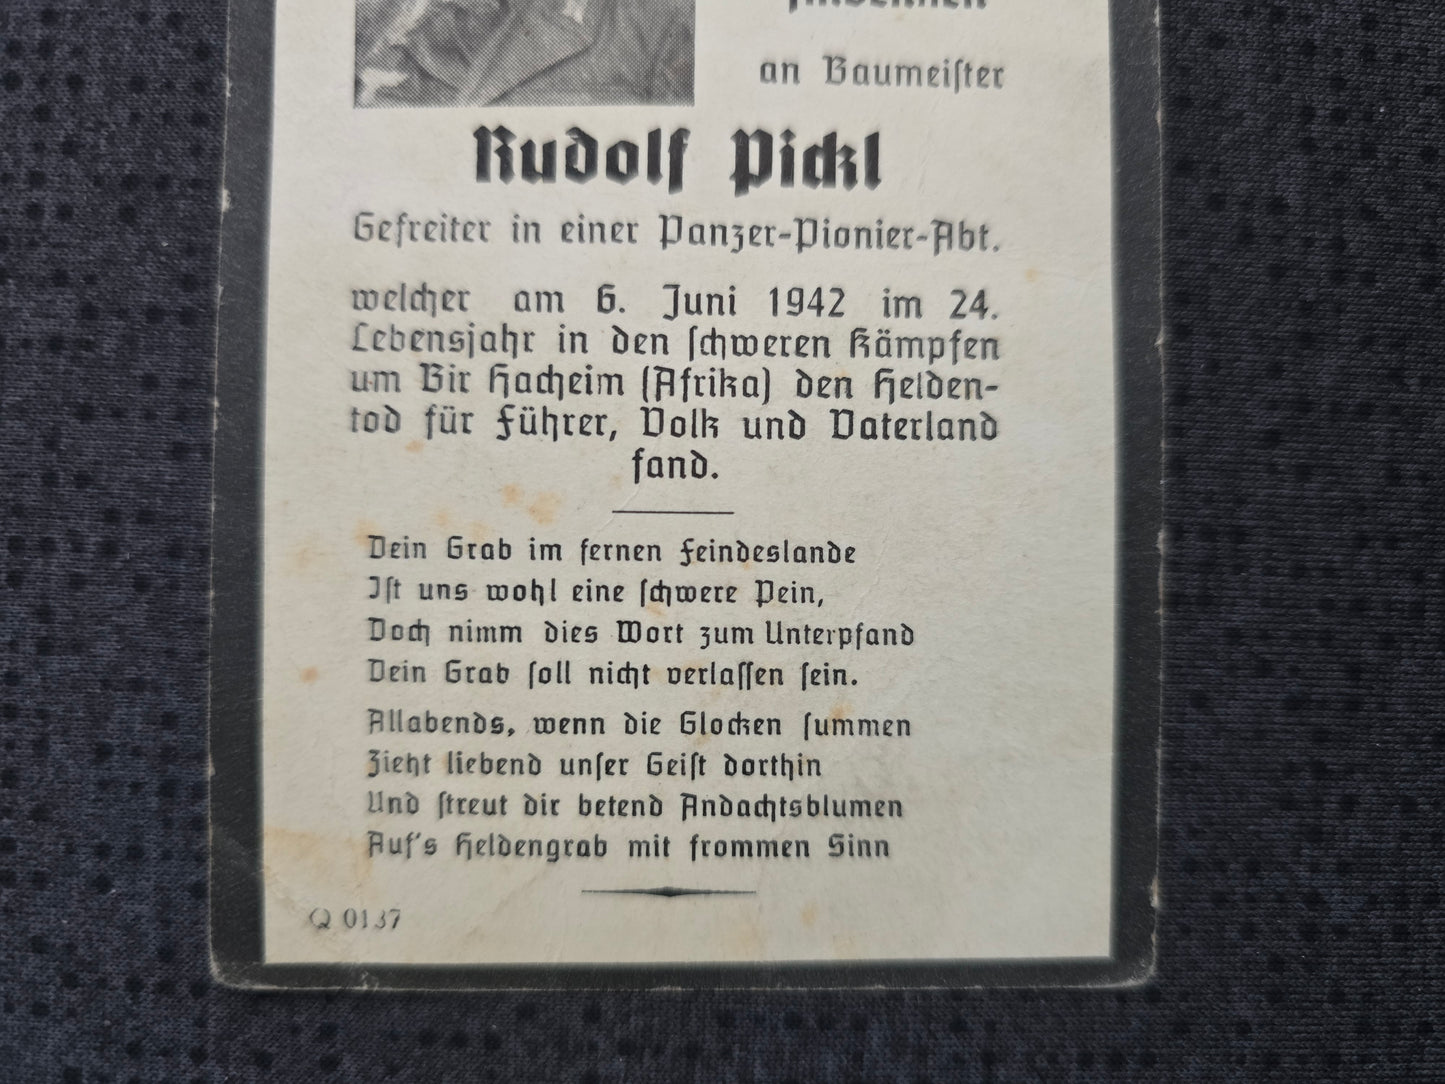 an Baumeiſter
Rudolf Pickl
Gefreiter in einer Panzer-Pionier-Abt.
welcher am 6. Juni 1942 im 24.
Lebensjahr in den ſchweren Kämpfen
um Bir Hacheim (Afrika) den Helden-
tod für Führer, Volk und Vaterland
fand.
Dein Grab im fernen Feindeslande
Iſt uns wohl eine ſchwere Pein,
Doch nimm dies Wort zum Unterpfand
Dein Grab ſoll nicht verlaſſen ſein.
Allabends, wenn die Glocken ſummen
Zieht liebend unſer Geiſt dorthin
Und ſtreut dir betend Andachtsblumen
Auf's Heldengrab mit frommen Sinn
Q 0137